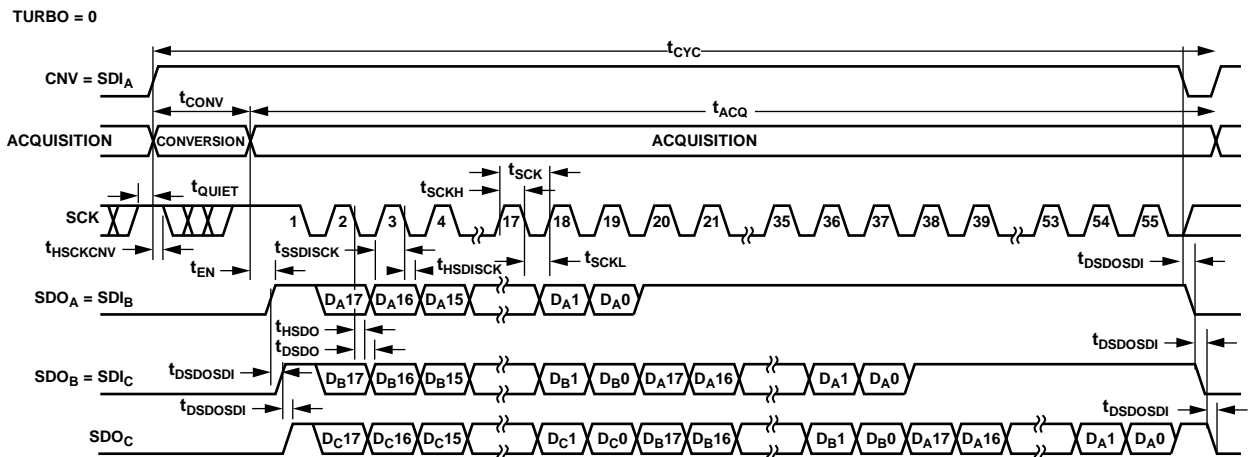 TURBO = 0
tCYC
CNV = SDIA
tCONV
tACQ
ACQUISITION
CONVERSION
ACQUISITION
tSCK
tQUIET
tSCKH
SCK
1 2 3 4 17 18 19 20 21 35 36 37 38 39 53 54 55
tHSCKCNV
tSSDISCK
tEN
tHSDISCK
tSCKL
tDSDOSDI
SDOA = SDIB
DA17 DA16 DA15 DA1 DA0
tHSDO
tDSDO
tDSDOSDI
tDSDOSDI
SDOB = SDIC
DB17 DB16 DB15 DB1 DB0 DA17 DA16 DA1 DA0
tDSDOSDI
tDSDOSDI
SDOC
DC17 DC16 DC15 DC1 DC0 DB17 DB16 DB1 DB0 DA17 DA16 DA1 DA0